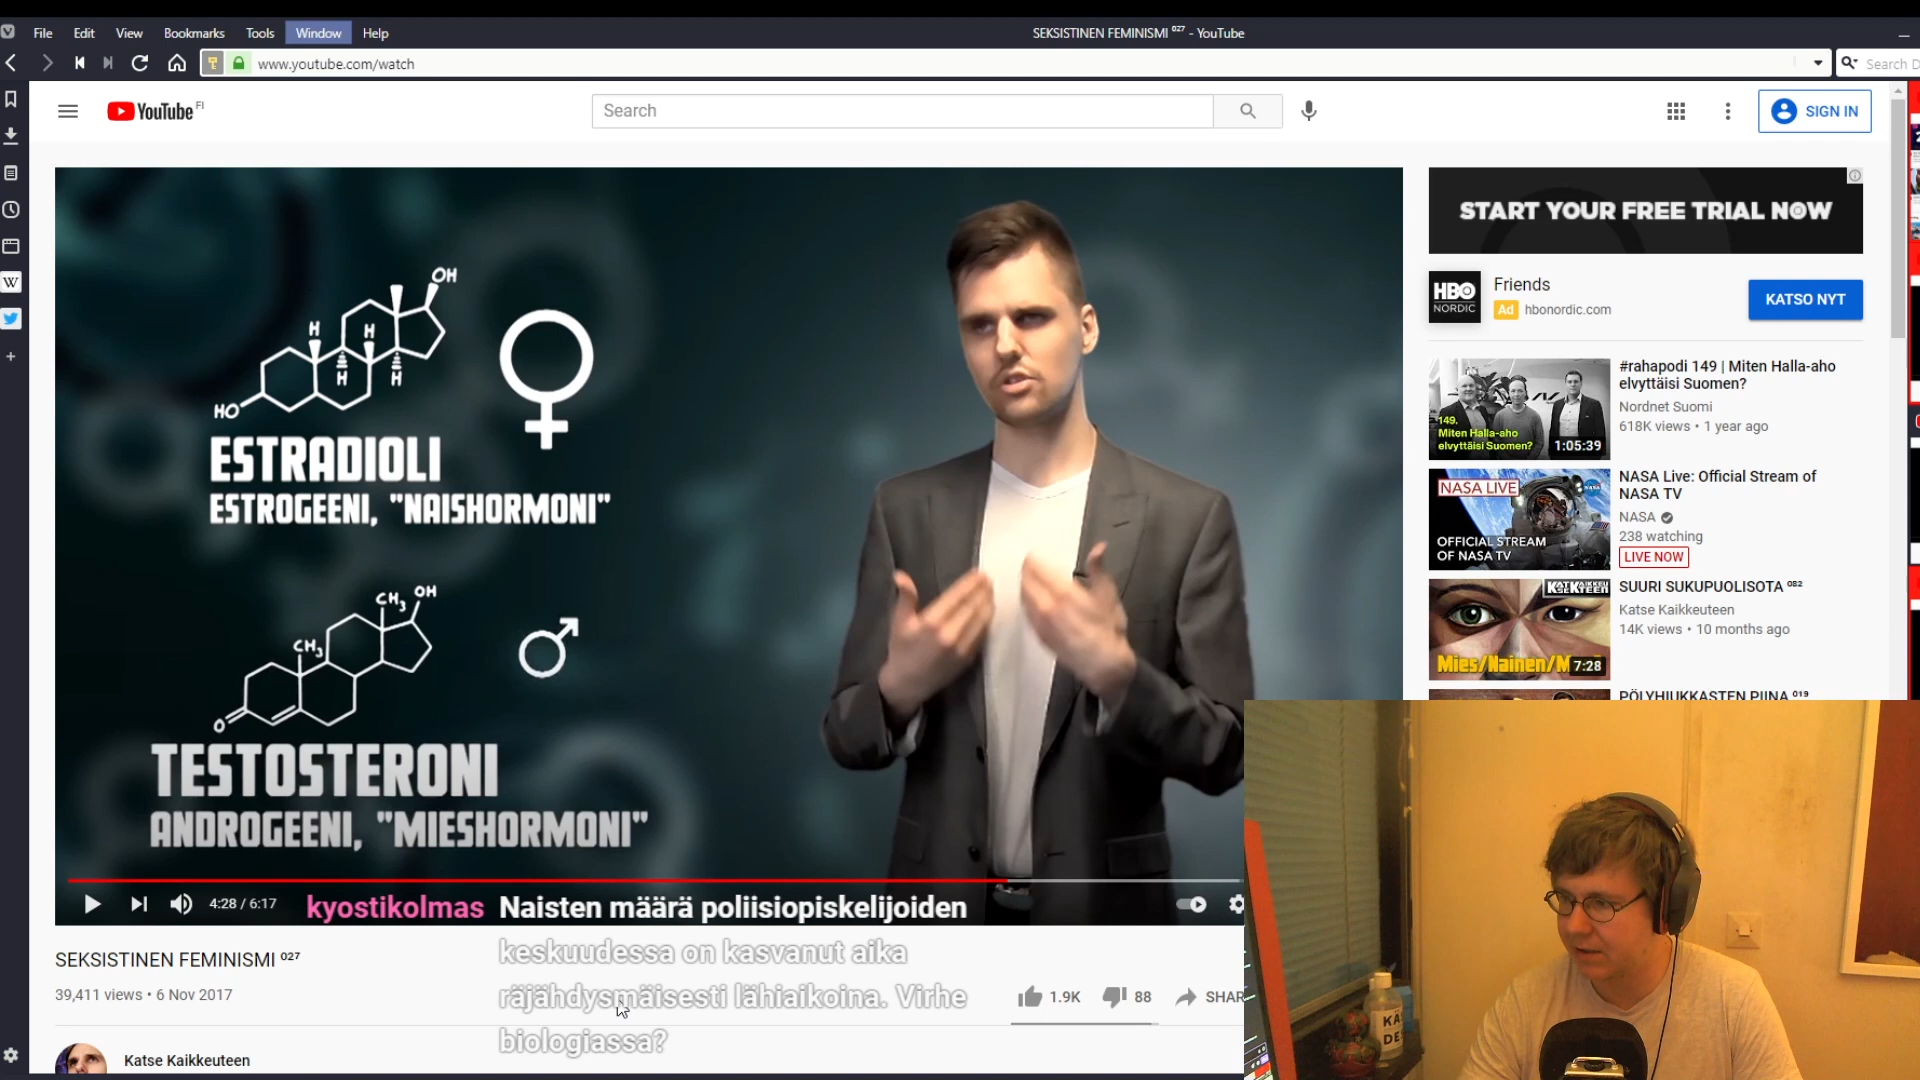 File Edit View Bookmarks Tools Window Help
SEKSISTINEN FEMINISMI ⁰²⁷ - YouTube
www.youtube.com/watch
Search D
YouTube FI
Search
SIGN IN
OH
H
H
H
H
HO
ESTRADIOLI
ESTROGEENI, "NAISHORMONI"
CH3
OH
CH3
O
TESTOSTERONI
ANDROGEENI, "MIESHORMONI"
4:28 / 6:17
kyostikolmas Naisten määrä poliisiopiskelijoiden
keskuudessa on kasvanut aika
räjähdysmäisesti lähiaikoina. Virhe
biologiassa?
SEKSISTINEN FEMINISMI ⁰²⁷
39,411 views • 6 Nov 2017
1.9K
88
SHAR
Katse Kaikkeuteen
START YOUR FREE TRIAL NOW
HBO
NORDIC
Friends
Ad hbonordic.com
KATSO NYT
149.
Miten Halla-aho
elvyttäisi Suomen?
1:05:39
#rahapodi 149 | Miten Halla-aho
elvyttäisi Suomen?
Nordnet Suomi
618K views • 1 year ago
NASA LIVE
OFFICIAL STREAM
OF NASA TV
NASA Live: Official Stream of
NASA TV
NASA
238 watching
LIVE NOW
Mies/Nainen/M
7:28
SUURI SUKUPUOLISOTA ⁰⁸²
Katse Kaikkeuteen
14K views • 10 months ago
PÖLYHIUKKASTEN PIINA ⁰¹⁹